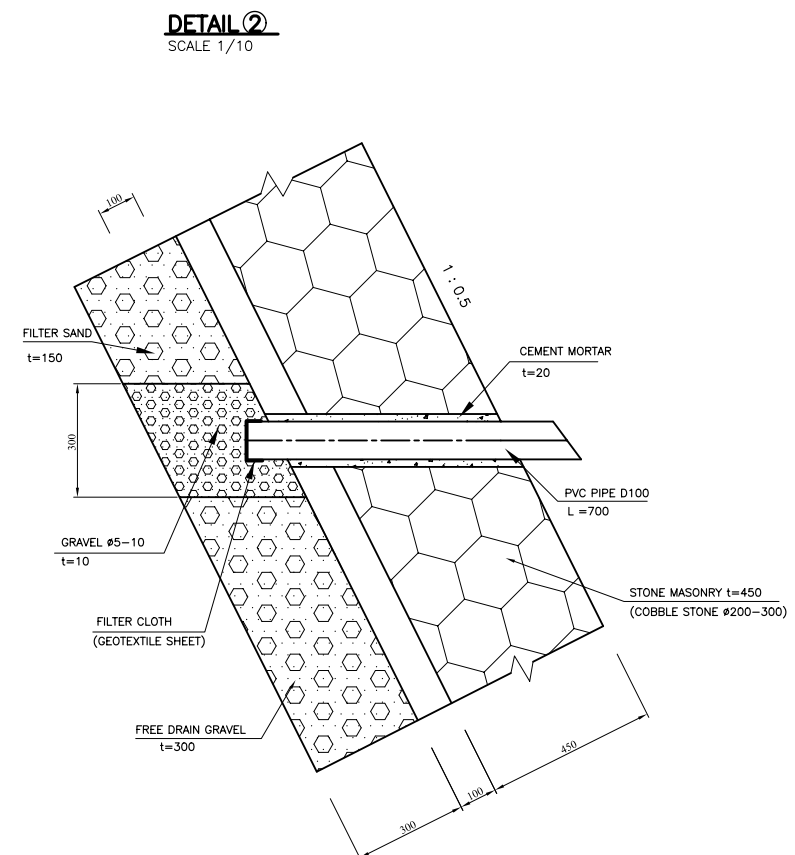 DETAIL ②
SCALE 1/10
100
1 : 0.5
FILTER SAND
t=150
CEMENT MORTAR
t=20
300
PVC PIPE D100
L =700
GRAVEL ø5-10
t=10
STONE MASONRY t=450
(COBBLE STONE ø200-300)
FILTER CLOTH
(GEOTEXTILE SHEET)
FREE DRAIN GRAVEL
t=300
450
100
300